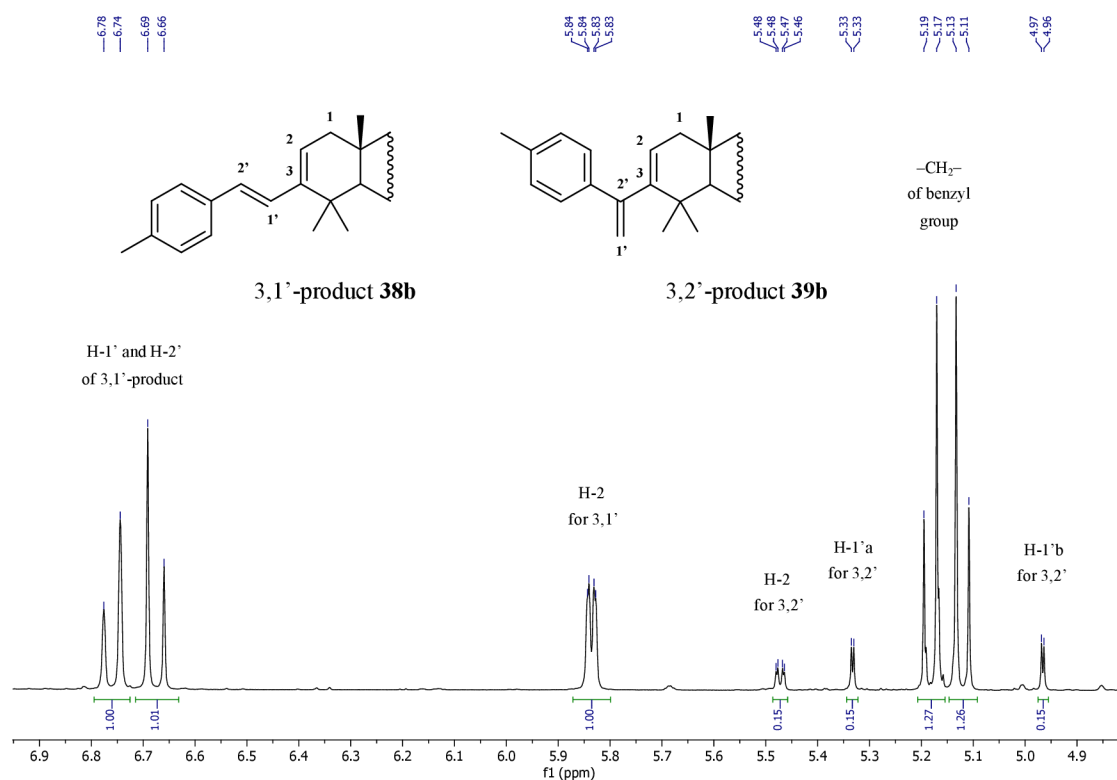 6.78 6.74 6.69 6.66 5.84 5.84 5.83 5.83 5.48 5.48 5.47 5.46 5.33 5.33 5.19 5.17 5.13 5.11 4.97 4.96
1 2 3 2' 1'
1 2 3 2' 1'
3,1'-product 38b
3,2'-product 39b
–CH₂–
of benzyl
group
H-1' and H-2'
of 3,1'-product
H-2
for 3,1'
H-2
for 3,2'
H-1'a
for 3,2'
H-1'b
for 3,2'
1.00 1.01 1.00 0.15 0.15 1.27 1.26 0.15
6.9 6.8 6.7 6.6 6.5 6.4 6.3 6.2 6.1 6.0 5.9 5.8 5.7 5.6 5.5 5.4 5.3 5.2 5.1 5.0 4.9
f1 (ppm)